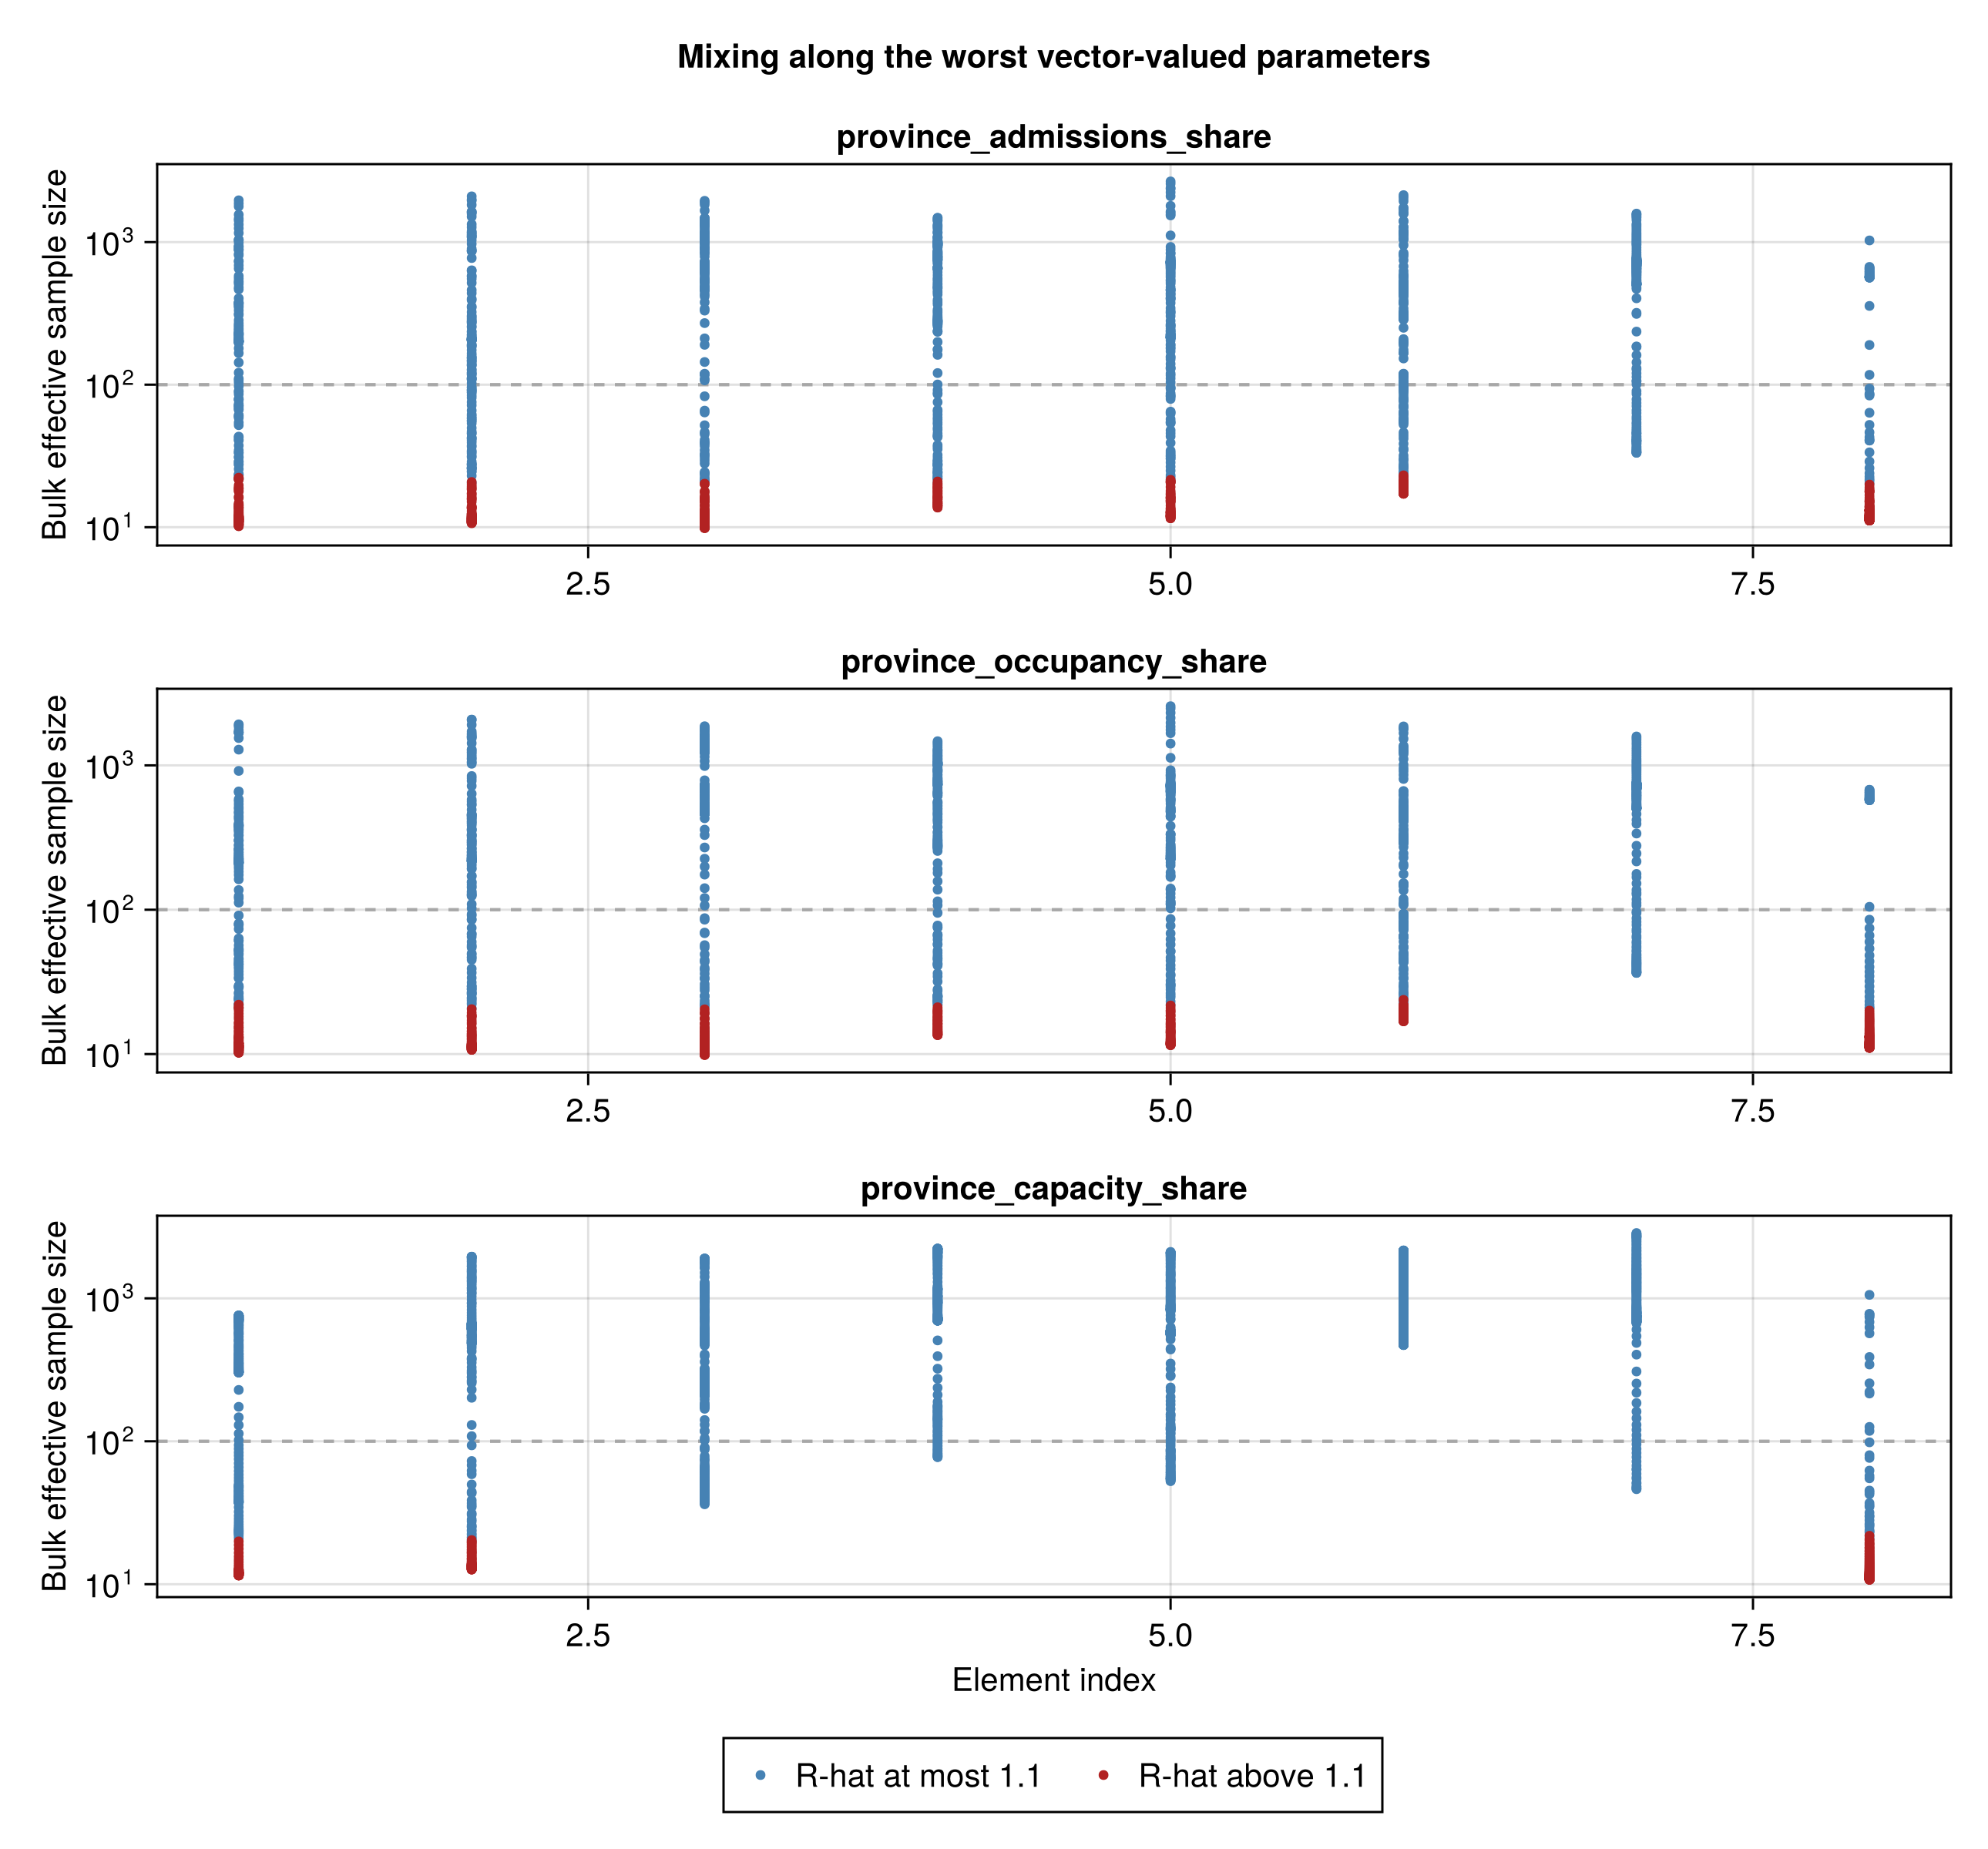 Mixing along the worst vector-valued parameters
province_admissions_share
Bulk effective sample size
10³
10²
10¹
2.5 5.0 7.5
province_occupancy_share
Bulk effective sample size
10³
10²
10¹
2.5 5.0 7.5
province_capacity_share
Bulk effective sample size
10³
10²
10¹
2.5 5.0 7.5
Element index
R-hat at most 1.1 R-hat above 1.1